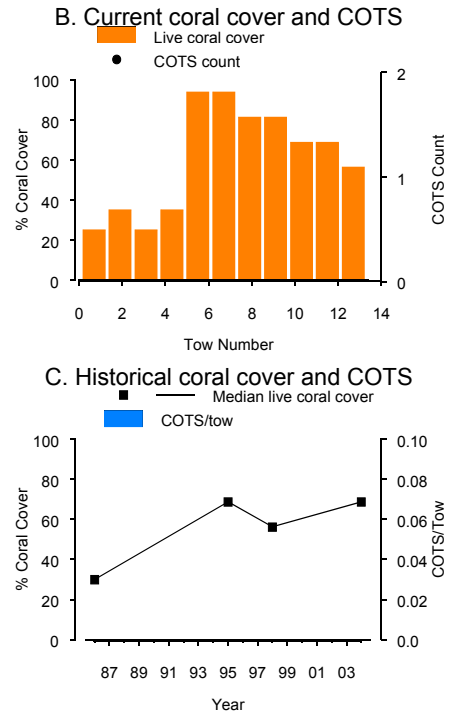 B. Current coral cover and COTS
Live coral cover
COTS count
% Coral Cover
100
80
60
40
20
0
COTS Count
2
1
0
0 2 4 6 8 10 12 14
Tow Number
C. Historical coral cover and COTS
Median live coral cover
COTS/tow
% Coral Cover
100
80
60
40
20
0
COTS/Tow
0.10
0.08
0.06
0.04
0.02
0.0
87 89 91 93 95 97 99 01 03
Year